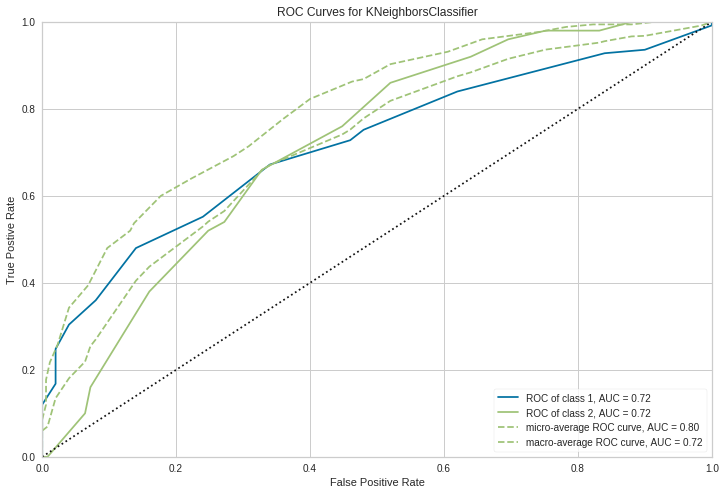 ROC Curves for KNeighborsClassifier
1.0
0.8
0.6
0.4
0.2
0.0
True Postive Rate
0.0 0.2 0.4 0.6 0.8 1.0
False Positive Rate
ROC of class 1, AUC = 0.72
ROC of class 2, AUC = 0.72
micro-average ROC curve, AUC = 0.80
macro-average ROC curve, AUC = 0.72